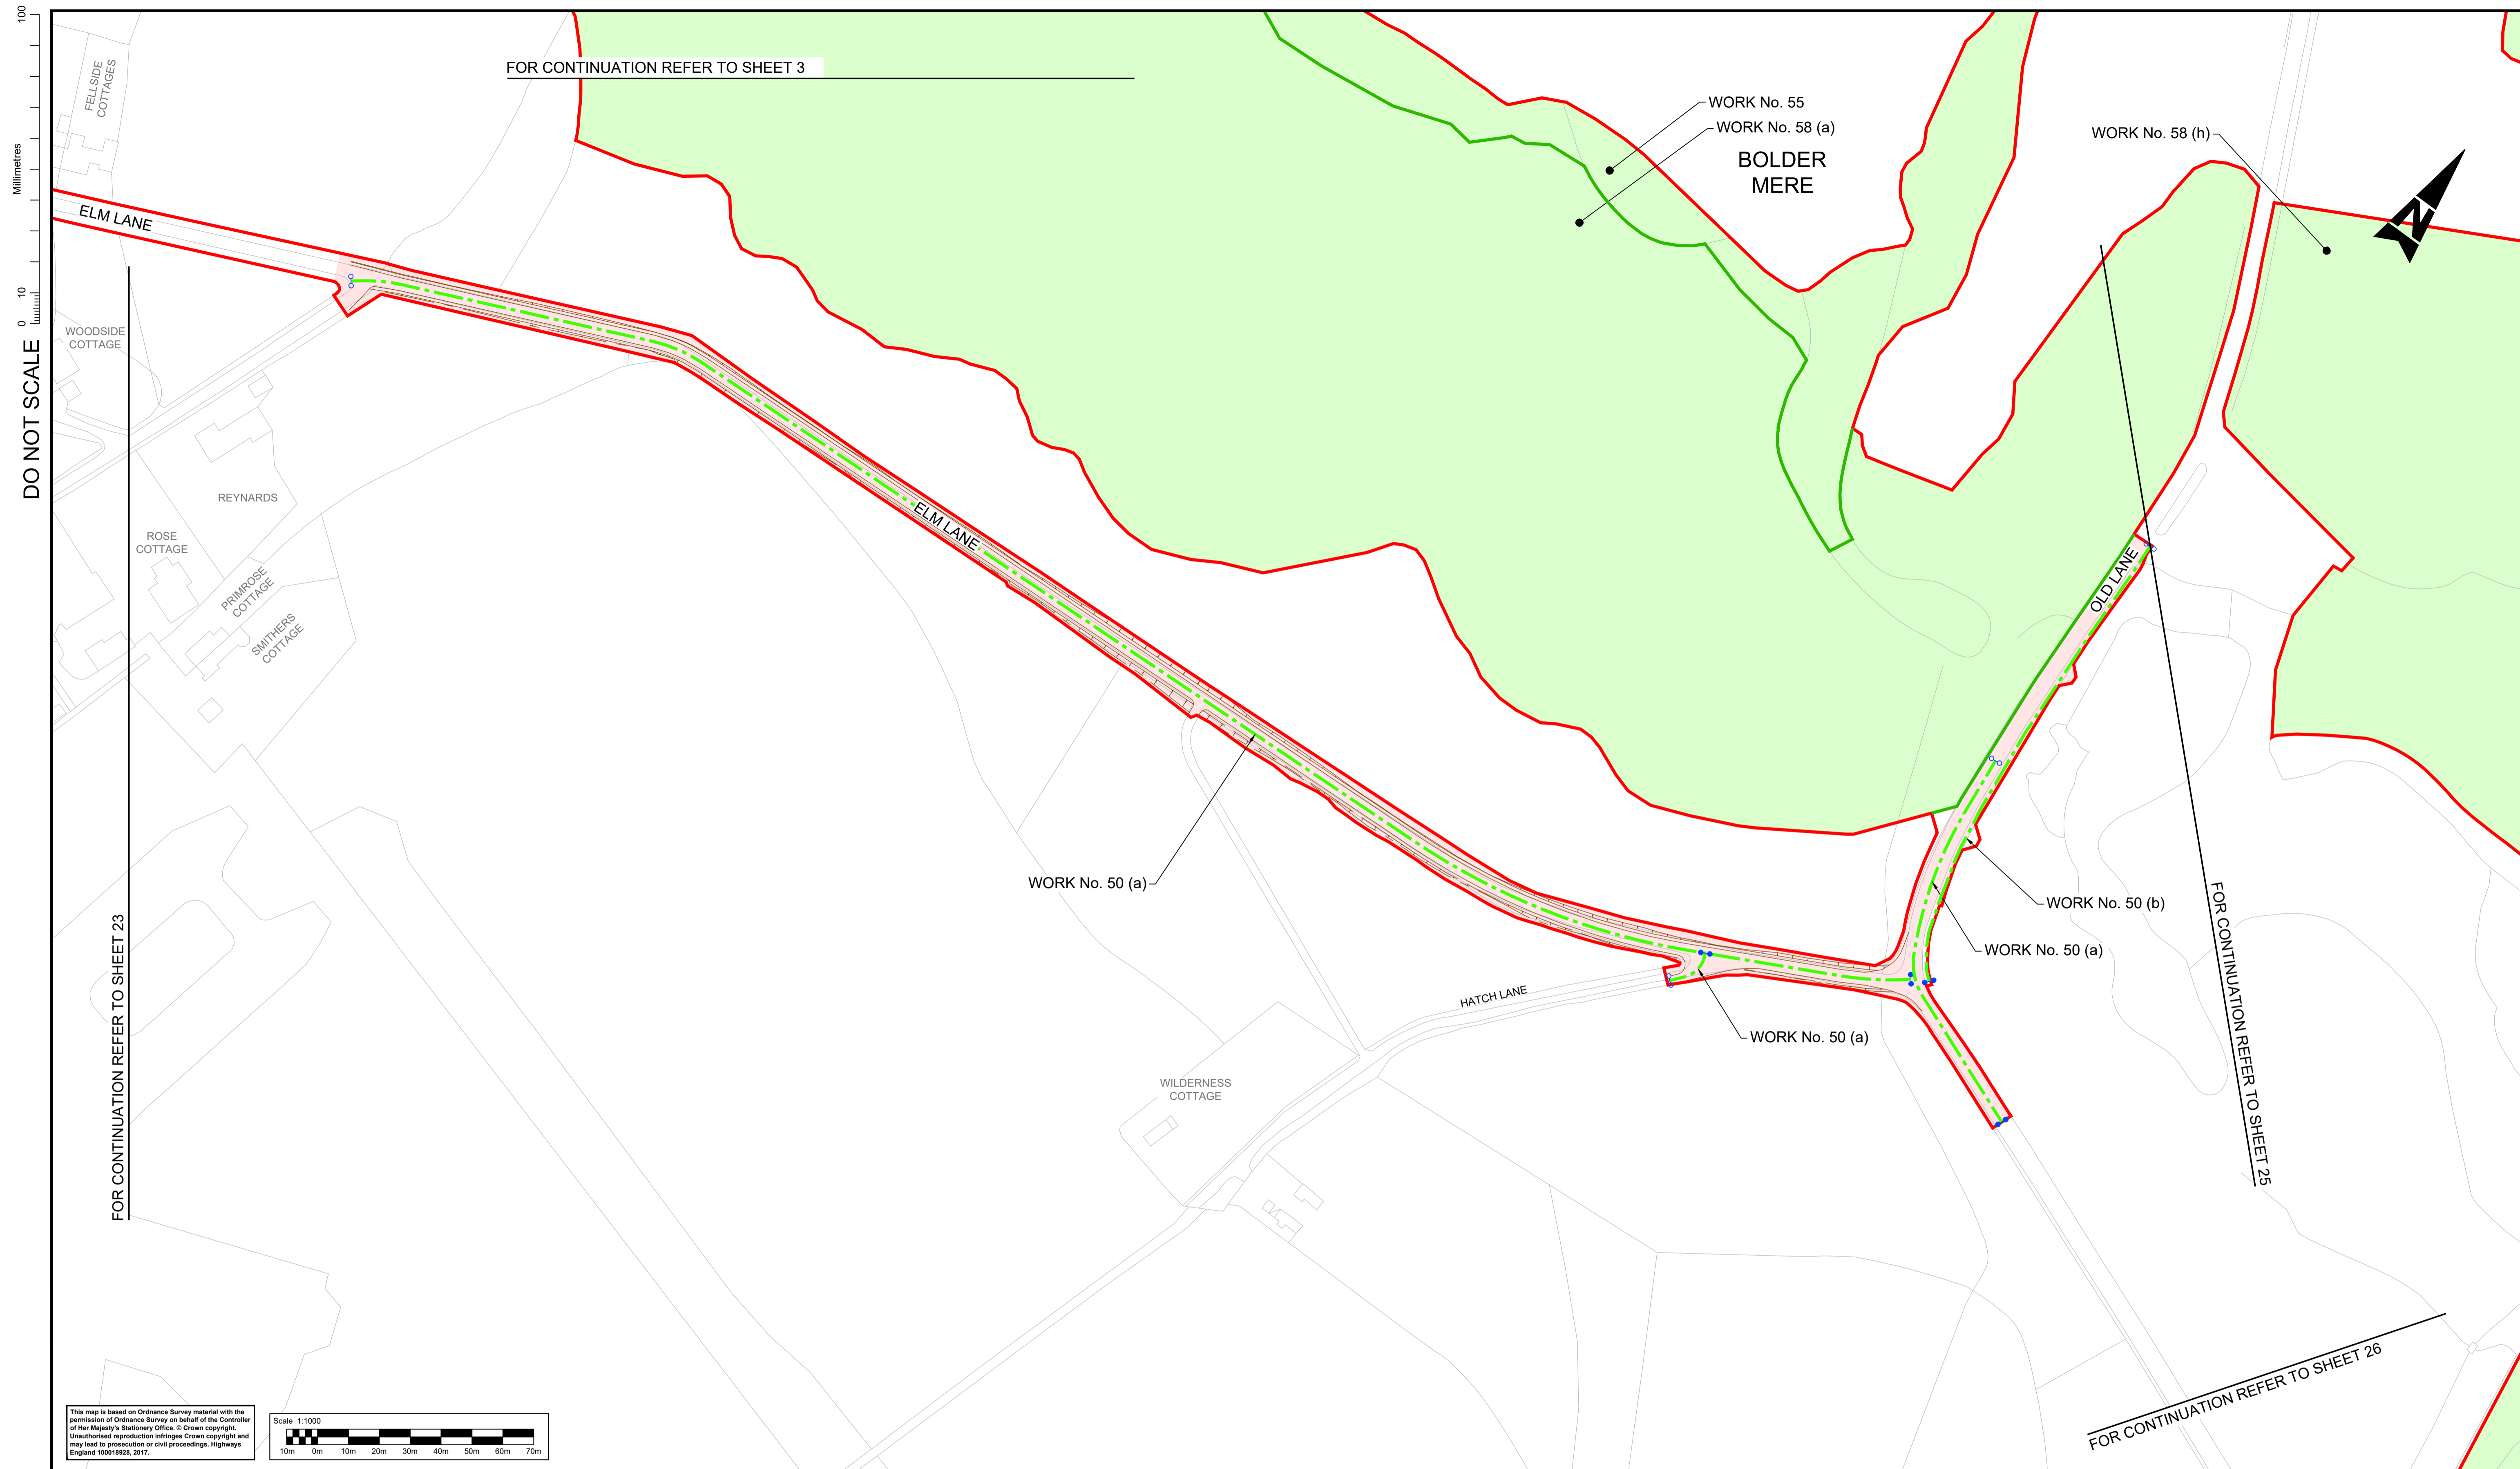 100
Millimetres
10
0
DO NOT SCALE
FELLSIDE
COTTAGES
FOR CONTINUATION REFER TO SHEET 3
WORK No. 55
WORK No. 58 (a)
BOLDER
MERE
WORK No. 58 (h)
N
ELM LANE
WOODSIDE
COTTAGE
REYNARDS
ROSE
COTTAGE
PRIMROSE
COTTAGE
SMITHERS
COTTAGE
ELM LANE
OLD LANE
WORK No. 50 (a)
WORK No. 50 (b)
WORK No. 50 (a)
HATCH LANE
WORK No. 50 (a)
WILDERNESS
COTTAGE
FOR CONTINUATION REFER TO SHEET 23
FOR CONTINUATION REFER TO SHEET 25
FOR CONTINUATION REFER TO SHEET 26
This map is based on Ordnance Survey material with the
permission of Ordnance Survey on behalf of the Controller
of Her Majesty's Stationery Office. © Crown copyright.
Unauthorised reproduction infringes Crown copyright and
may lead to prosecution or civil proceedings. Highways
England 100018928, 2017.
Scale 1:1000
10m 0m 10m 20m 30m 40m 50m 60m 70m